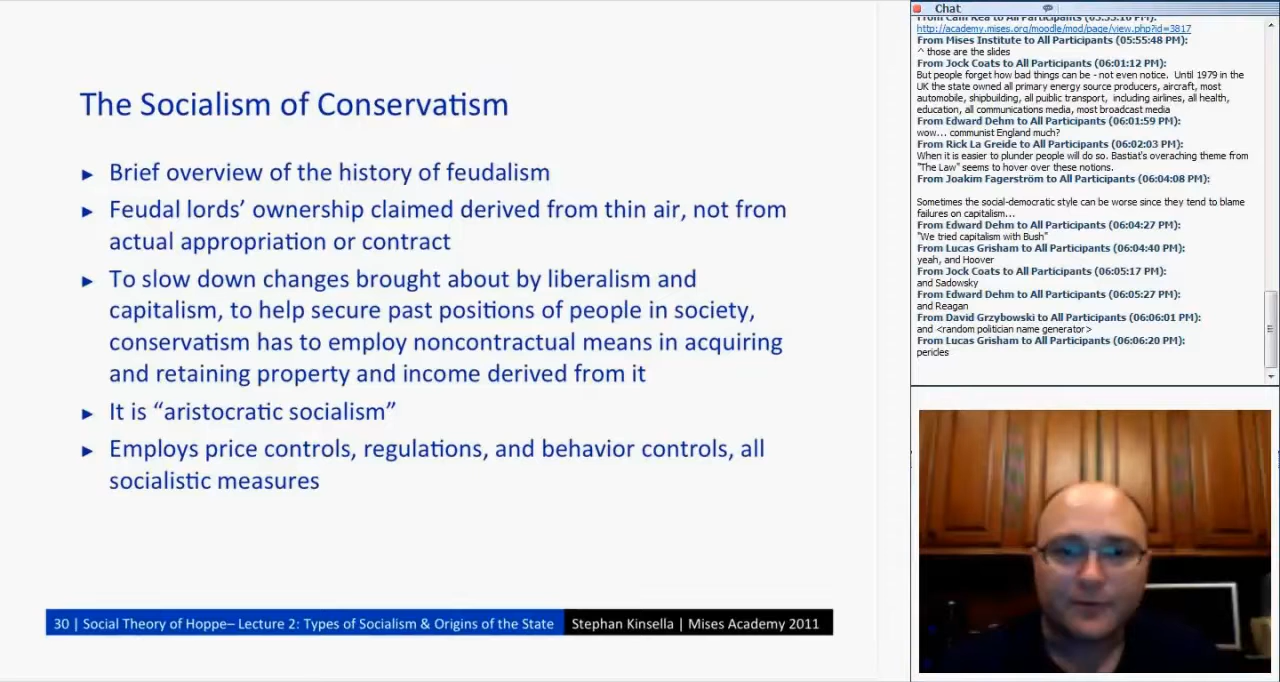 The Socialism of Conservatism
► Brief overview of the history of feudalism
► Feudal lords’ ownership claimed derived from thin air, not from
actual appropriation or contract
► To slow down changes brought about by liberalism and
capitalism, to help secure past positions of people in society,
conservatism has to employ noncontractual means in acquiring
and retaining property and income derived from it
► It is “aristocratic socialism”
► Employs price controls, regulations, and behavior controls, all
socialistic measures
30 | Social Theory of Hoppe– Lecture 2: Types of Socialism & Origins of the State
Stephan Kinsella | Mises Academy 2011
Chat
From Cam Rea to All Participants (05:55:16 PM):
http://academy.mises.org/moodle/mod/page/view.php?id=3817
From Mises Institute to All Participants (05:55:48 PM):
^ those are the slides
From Jock Coats to All Participants (06:01:12 PM):
But people forget how bad things can be - not even notice. Until 1979 in the
UK the state owned all primary energy source producers, aircraft, most
automobile, shipbuilding, all public transport, including airlines, all health,
education, all communications media, most broadcast media
From Edward Dehm to All Participants (06:01:59 PM):
wow... communist England much?
From Rick La Greide to All Participants (06:02:03 PM):
When it is easier to plunder people will do so. Bastiat's overaching theme from
"The Law" seems to hover over these notions.
From Joakim Fagerström to All Participants (06:04:08 PM):
Sometimes the social-democratic style can be worse since they tend to blame
failures on capitalism...
From Edward Dehm to All Participants (06:04:27 PM):
"We tried capitalism with Bush"
From Lucas Grisham to All Participants (06:04:40 PM):
yeah, and Hoover
From Jock Coats to All Participants (06:05:17 PM):
and Sadowsky
From Edward Dehm to All Participants (06:05:27 PM):
and Reagan
From David Grzybowski to All Participants (06:06:01 PM):
and <random politician name generator>
From Lucas Grisham to All Participants (06:06:20 PM):
pericles